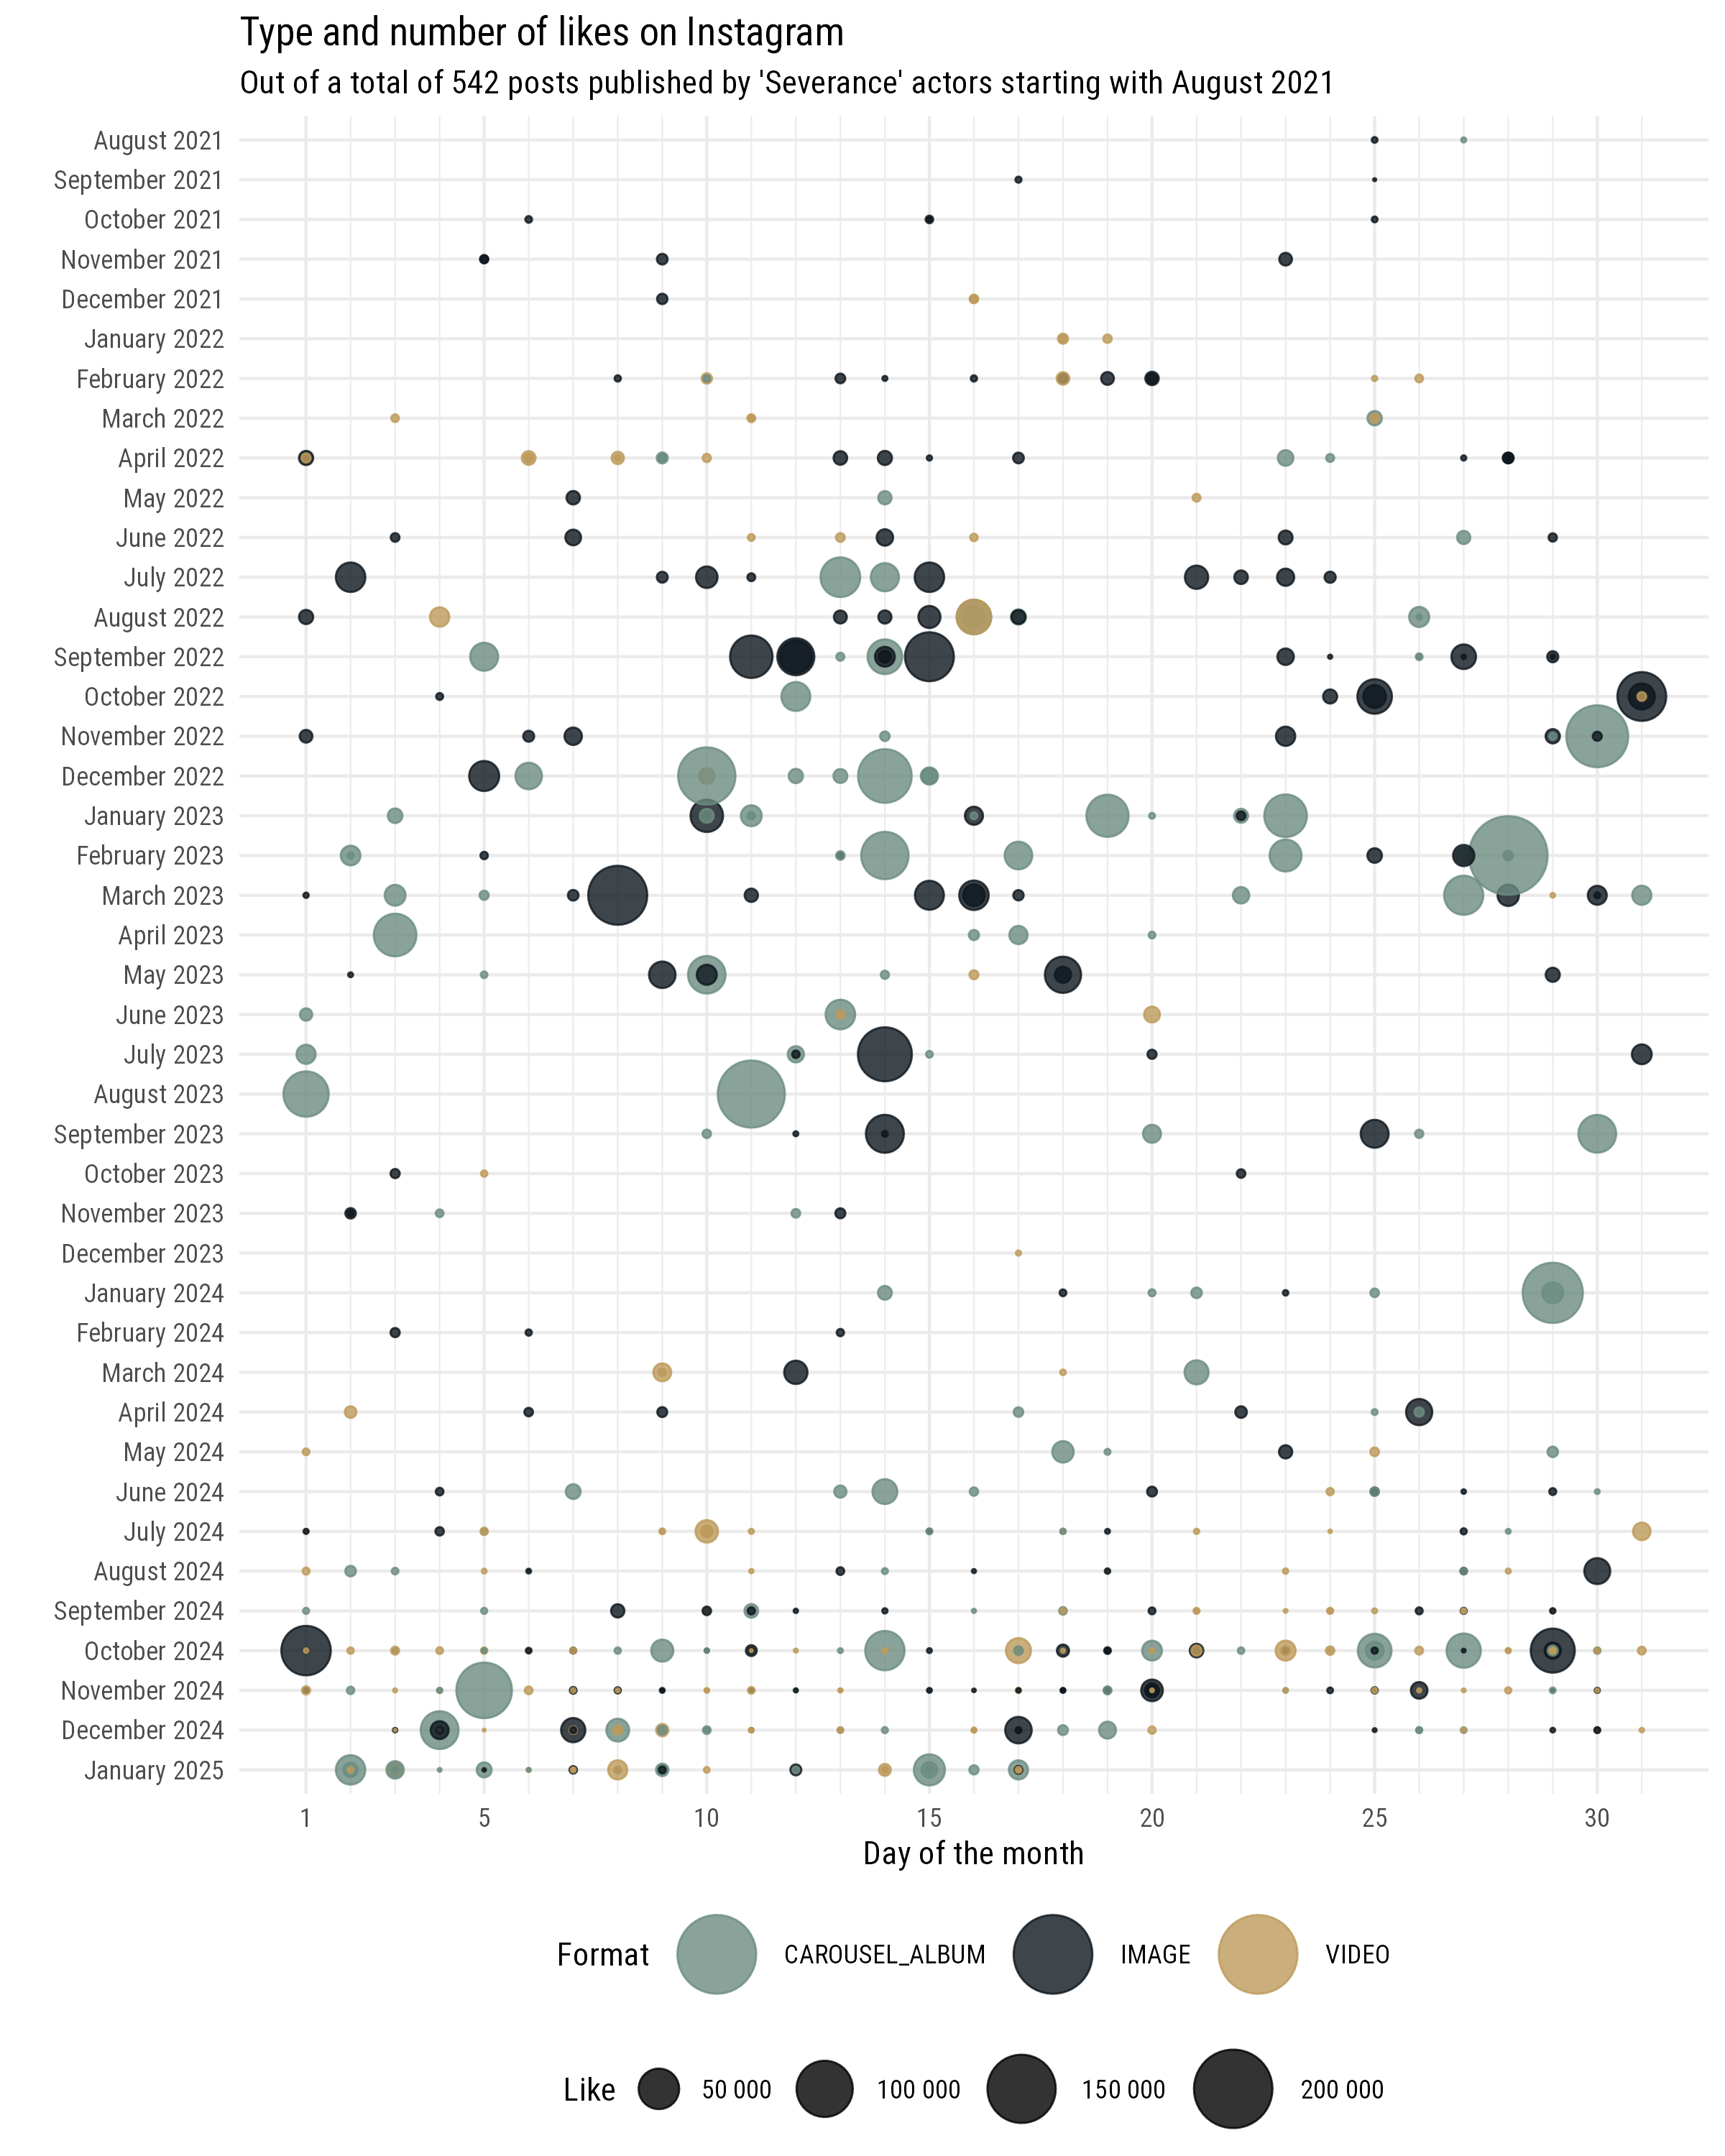 Type and number of likes on Instagram
Out of a total of 542 posts published by 'Severance' actors starting with August 2021
August 2021
September 2021
October 2021
November 2021
December 2021
January 2022
February 2022
March 2022
April 2022
May 2022
June 2022
July 2022
August 2022
September 2022
October 2022
November 2022
December 2022
January 2023
February 2023
March 2023
April 2023
May 2023
June 2023
July 2023
August 2023
September 2023
October 2023
November 2023
December 2023
January 2024
February 2024
March 2024
April 2024
May 2024
June 2024
July 2024
August 2024
September 2024
October 2024
November 2024
December 2024
January 2025
1 5 10 15 20 25 30
Day of the month
Format CAROUSEL_ALBUM IMAGE VIDEO
Like 50 000 100 000 150 000 200 000